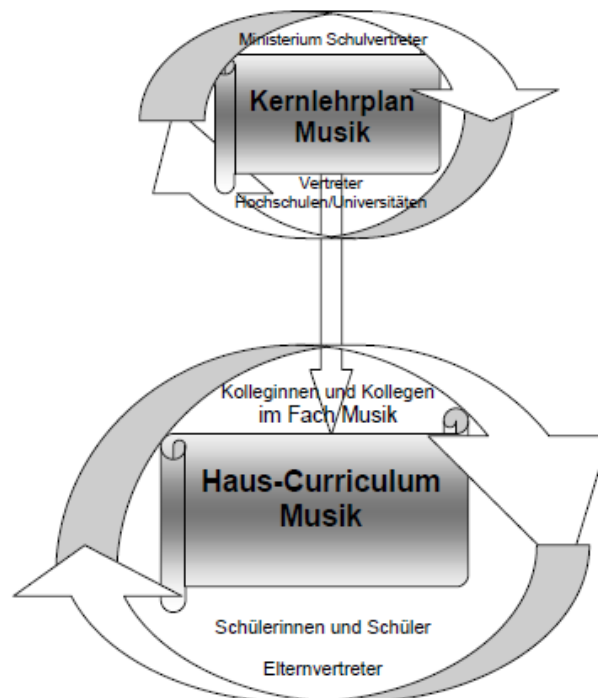 Ministerium Schulvertreter
Kernlehrplan
Musik
Vertreter
Hochschulen/Universitäten
Kolleginnen und Kollegen
im Fach Musik
Haus-Curriculum
Musik
Schülerinnen und Schüler
Elternvertreter